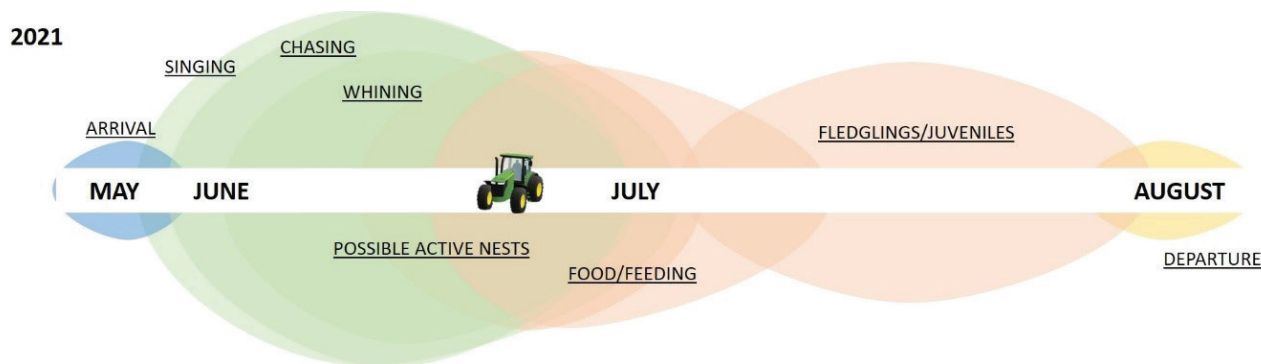 2021
CHASING
SINGING
WHINING
ARRIVAL
FLEDGLINGS/JUVENILES
MAY JUNE JULY AUGUST
POSSIBLE ACTIVE NESTS
FOOD/FEEDING
DEPARTURE